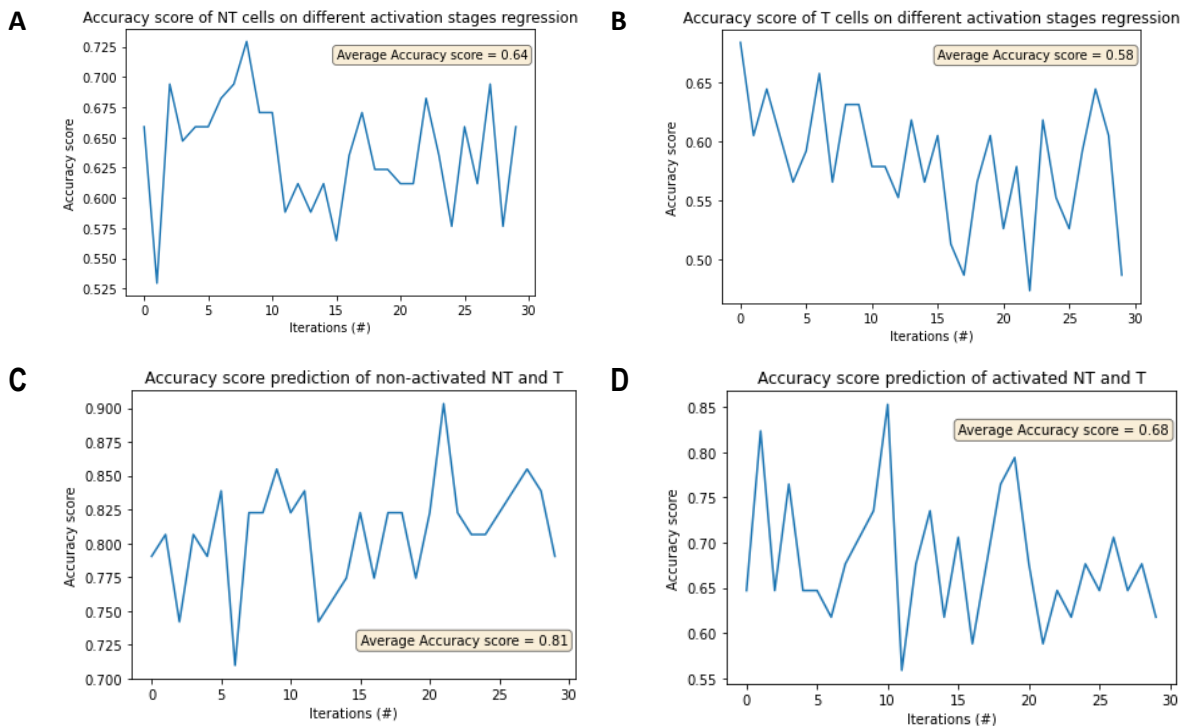 A
Accuracy score of NT cells on different activation stages regression
Average Accuracy score = 0.64
Accuracy score
0.725
0.700
0.675
0.650
0.625
0.600
0.575
0.550
0.525
0 5 10 15 20 25 30
Iterations (#)
B
Accuracy score of T cells on different activation stages regression
Average Accuracy score = 0.58
Accuracy score
0.65
0.60
0.55
0.50
0 5 10 15 20 25 30
Iterations (#)
C
Accuracy score prediction of non-activated NT and T
Accuracy score
0.900
0.875
0.850
0.825
0.800
0.775
0.750
0.725
0.700
Average Accuracy score = 0.81
0 5 10 15 20 25 30
Iterations (#)
D
Accuracy score prediction of activated NT and T
Average Accuracy score = 0.68
Accuracy score
0.85
0.80
0.75
0.70
0.65
0.60
0.55
0 5 10 15 20 25 30
Iterations (#)